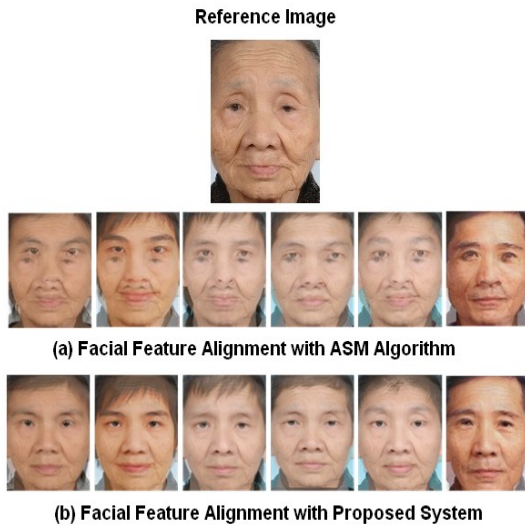 Reference Image
(a) Facial Feature Alignment with ASM Algorithm
(b) Facial Feature Alignment with Proposed System